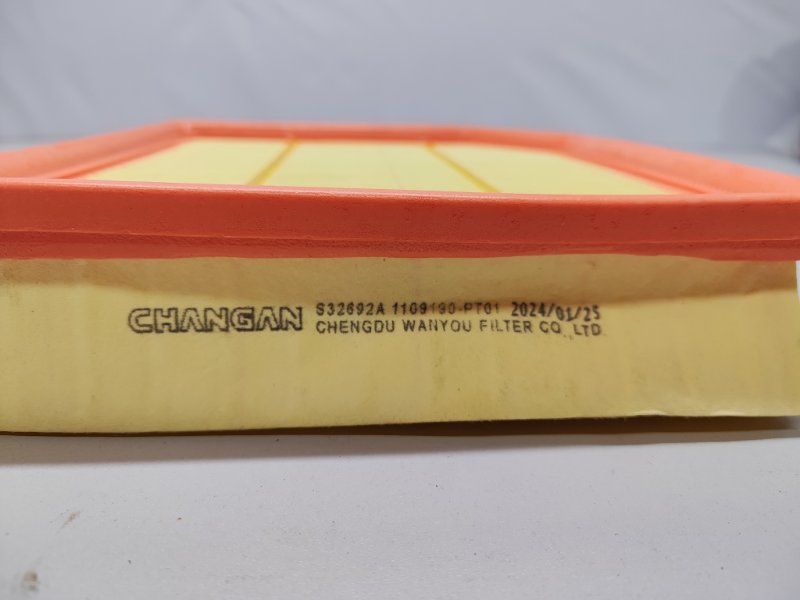 CHANGAN S32692A 1109190-PT01 2024/01/25
CHENGDU WANYOU FILTER CO., LTD